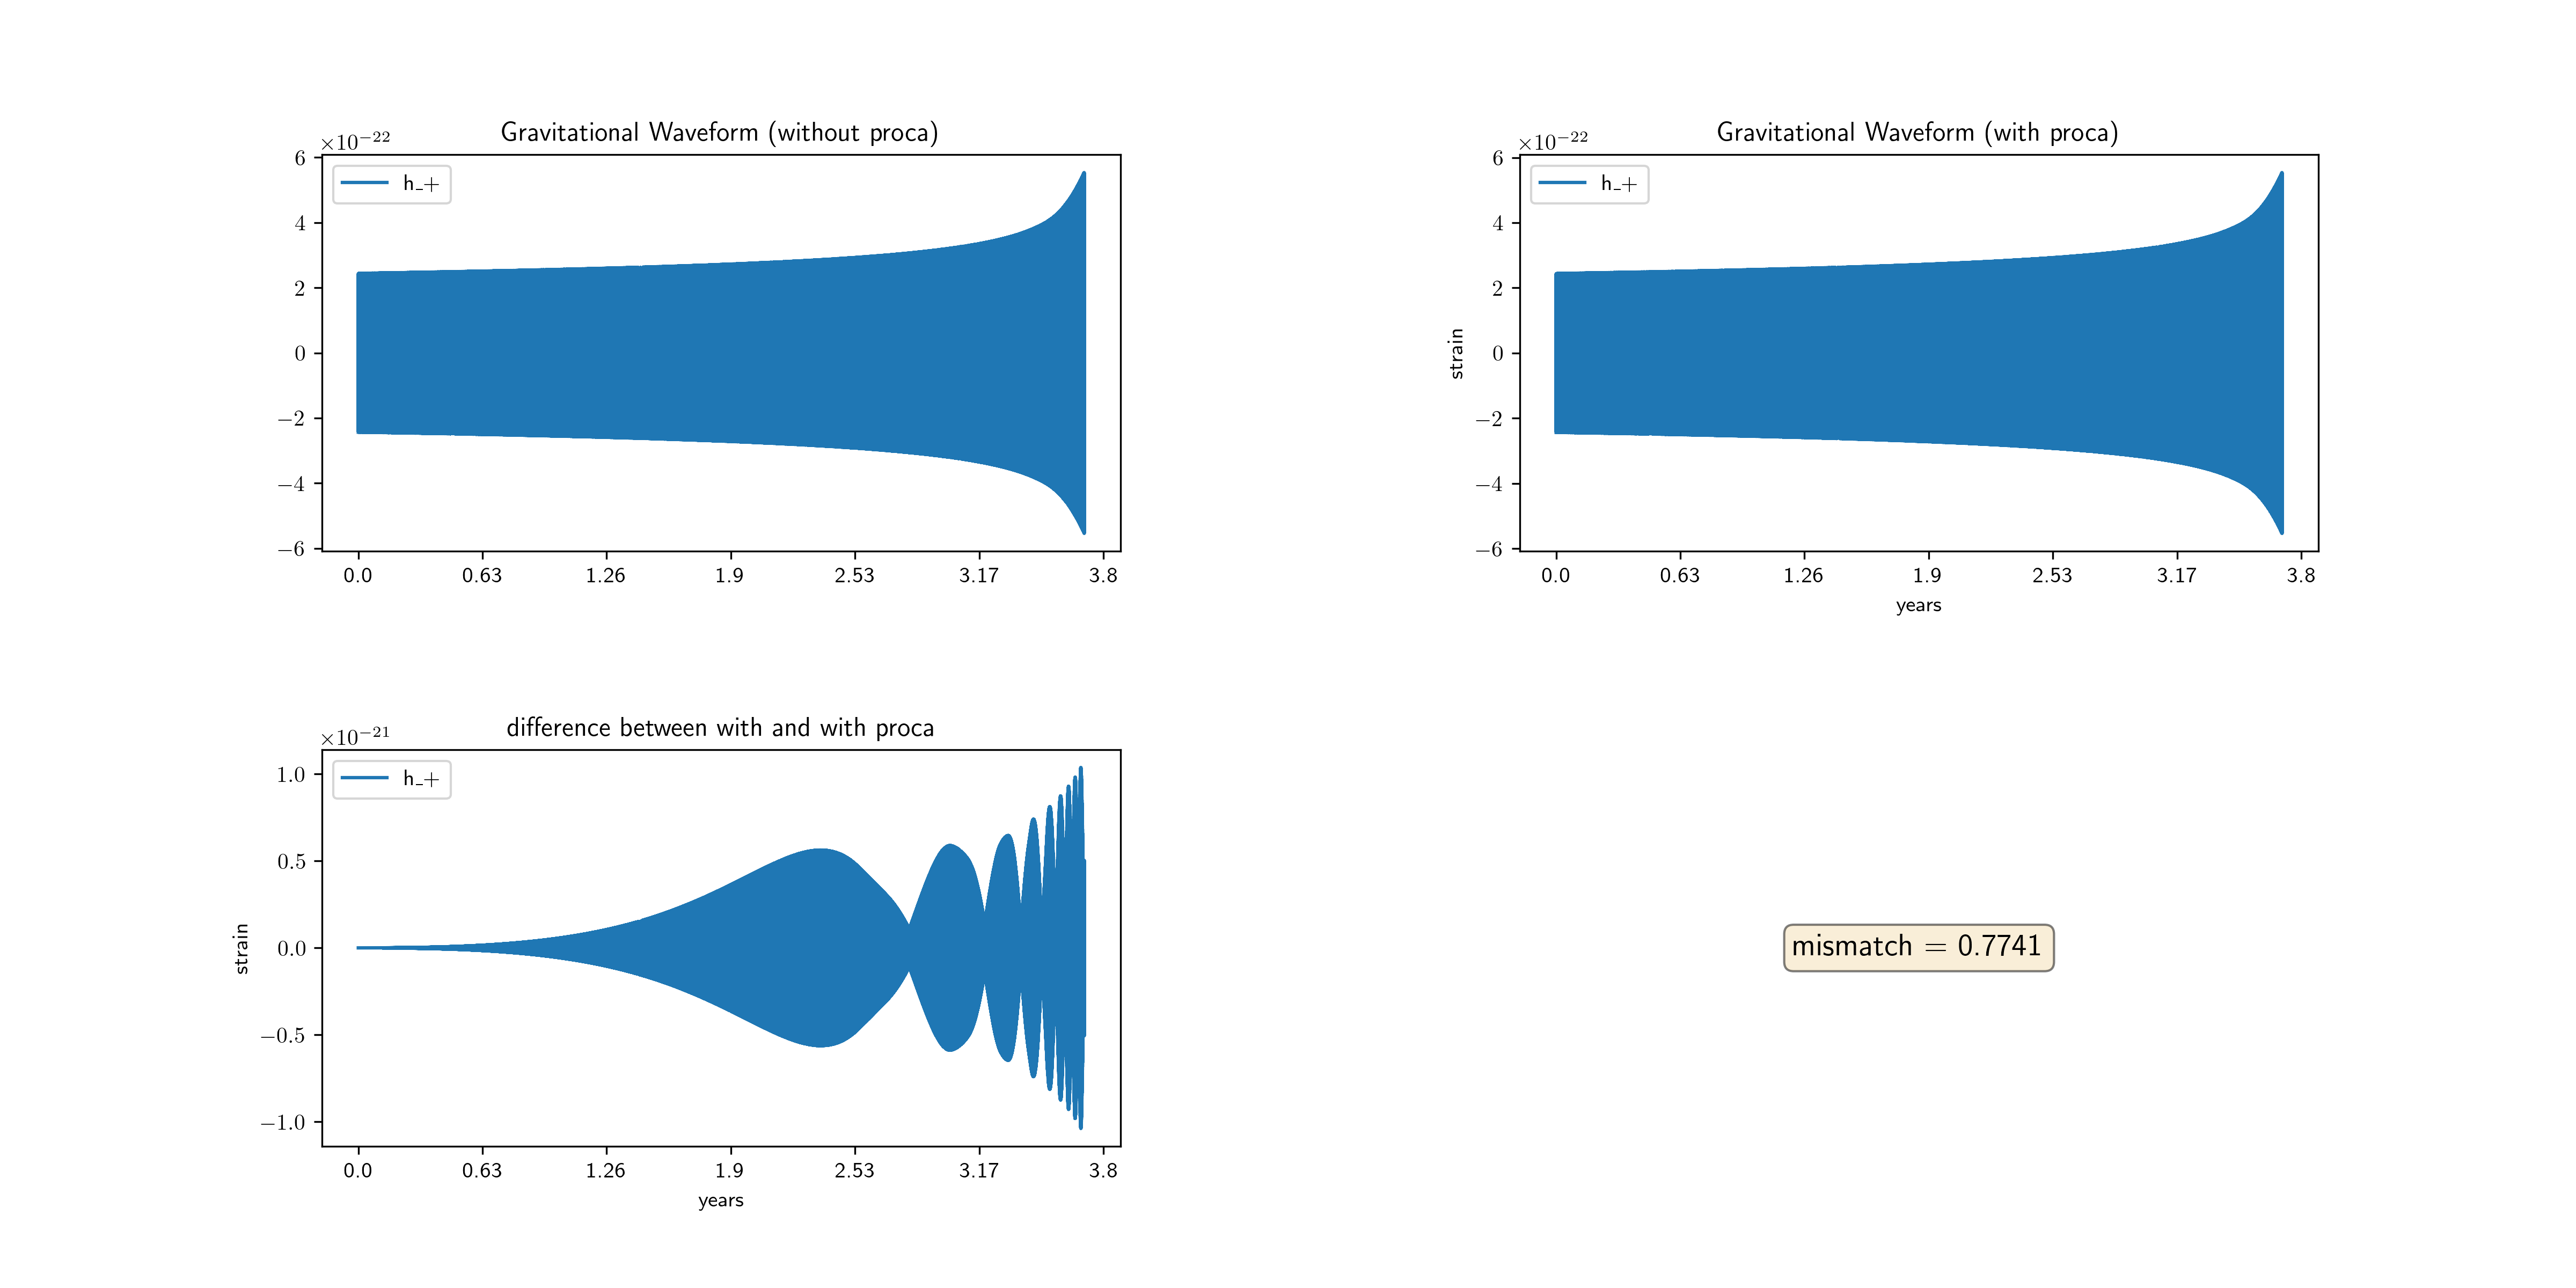 Gravitational Waveform (without proca)
×10⁻²²
h_+
6
4
2
0
−2
−4
−6
0.0 0.63 1.26 1.9 2.53 3.17 3.8
Gravitational Waveform (with proca)
×10⁻²²
h_+
strain
6
4
2
0
−2
−4
−6
0.0 0.63 1.26 1.9 2.53 3.17 3.8
years
difference between with and with proca
×10⁻²¹
h_+
strain
1.0
0.5
0.0
−0.5
−1.0
0.0 0.63 1.26 1.9 2.53 3.17 3.8
years
mismatch = 0.7741